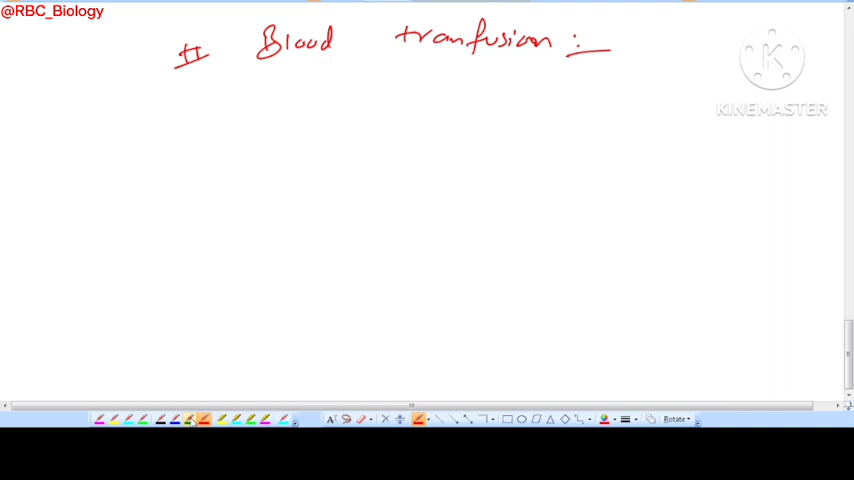 @RBC_Biology
# Blood tranfusion :
KINEMASTER
Rotate